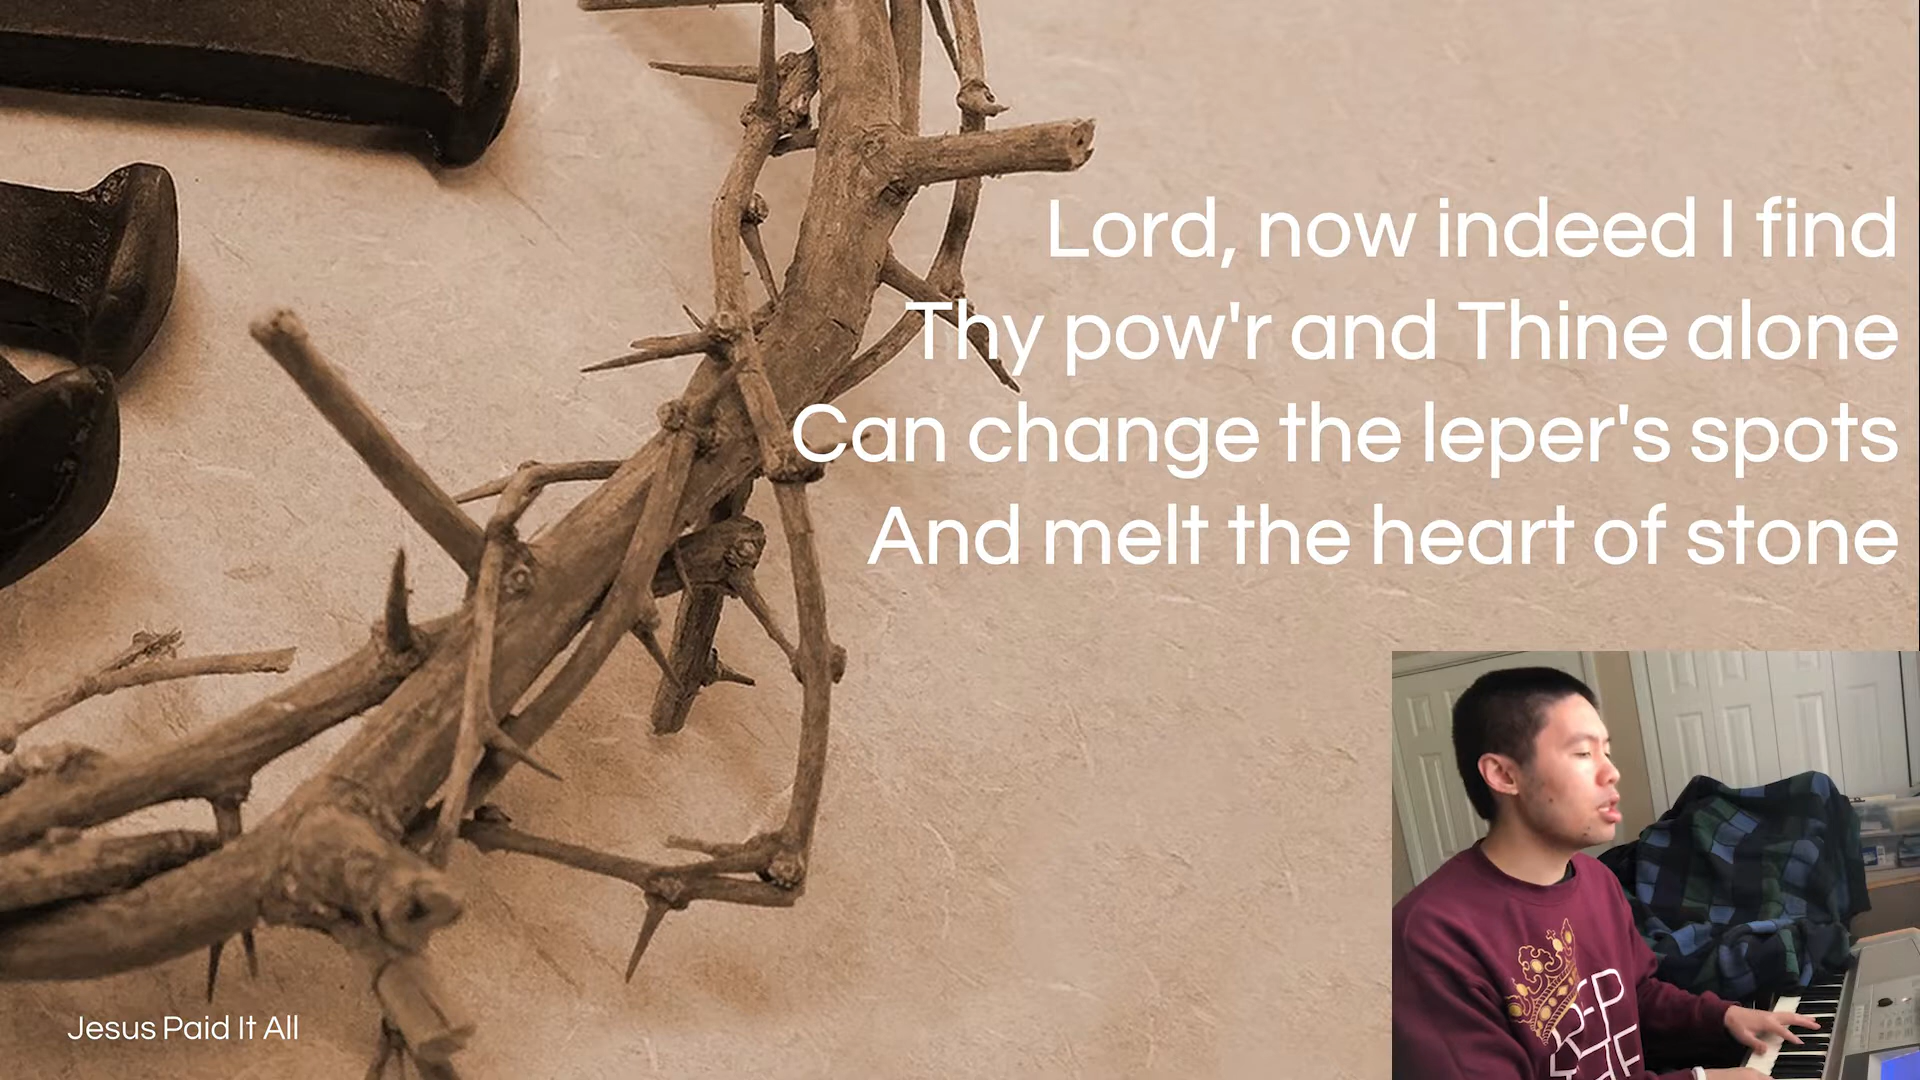 Lord, now indeed I find
Thy pow'r and Thine alone
Can change the leper's spots
And melt the heart of stone
Jesus Paid It All